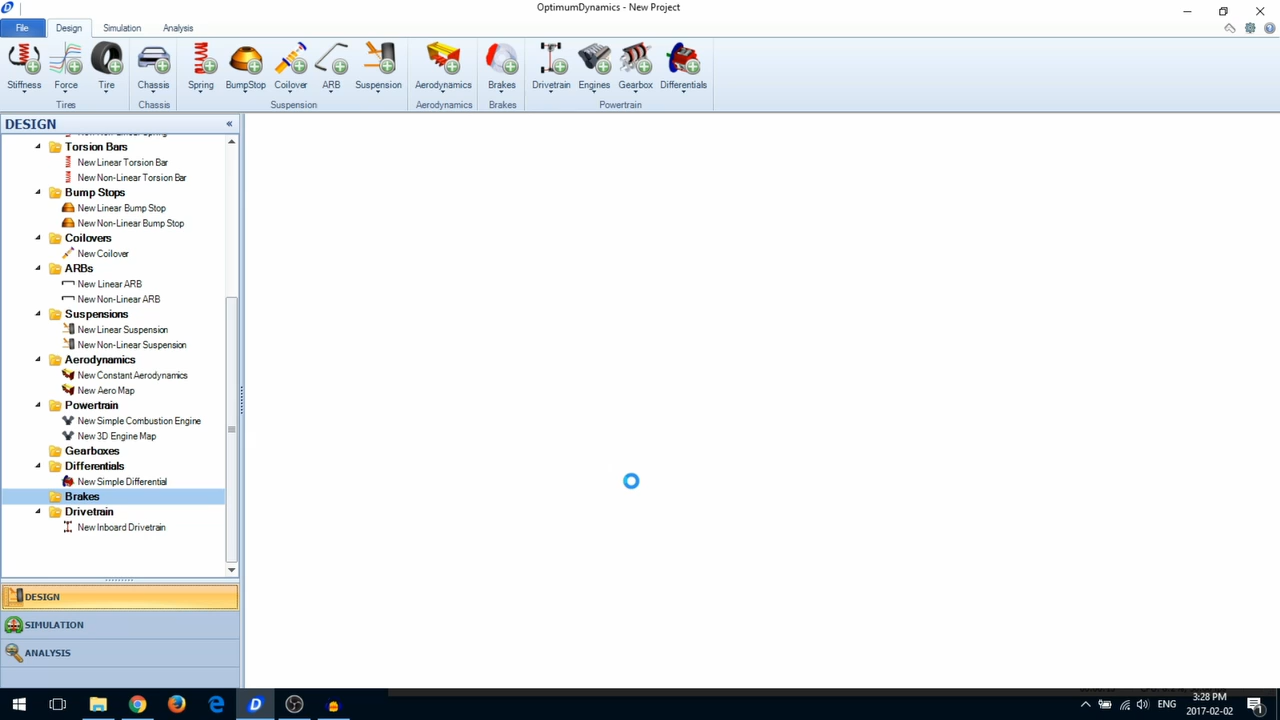 OptimumDynamics - New Project
File Design Simulation Analysis
Stiffness Force Tire Chassis Spring BumpStop Coilover ARB Suspension Aerodynamics Brakes Drivetrain Engines Gearbox Differentials
Tires Chassis Suspension Aerodynamics Brakes Powertrain
DESIGN «
Torsion Bars
New Linear Torsion Bar
New Non-Linear Torsion Bar
Bump Stops
New Linear Bump Stop
New Non-Linear Bump Stop
Coilovers
New Coilover
ARBs
New Linear ARB
New Non-Linear ARB
Suspensions
New Linear Suspension
New Non-Linear Suspension
Aerodynamics
New Constant Aerodynamics
New Aero Map
Powertrain
New Simple Combustion Engine
New 3D Engine Map
Gearboxes
Differentials
New Simple Differential
Brakes
Drivetrain
New Inboard Drivetrain
DESIGN
SIMULATION
ANALYSIS
ENG
3:28 PM
2017-02-02